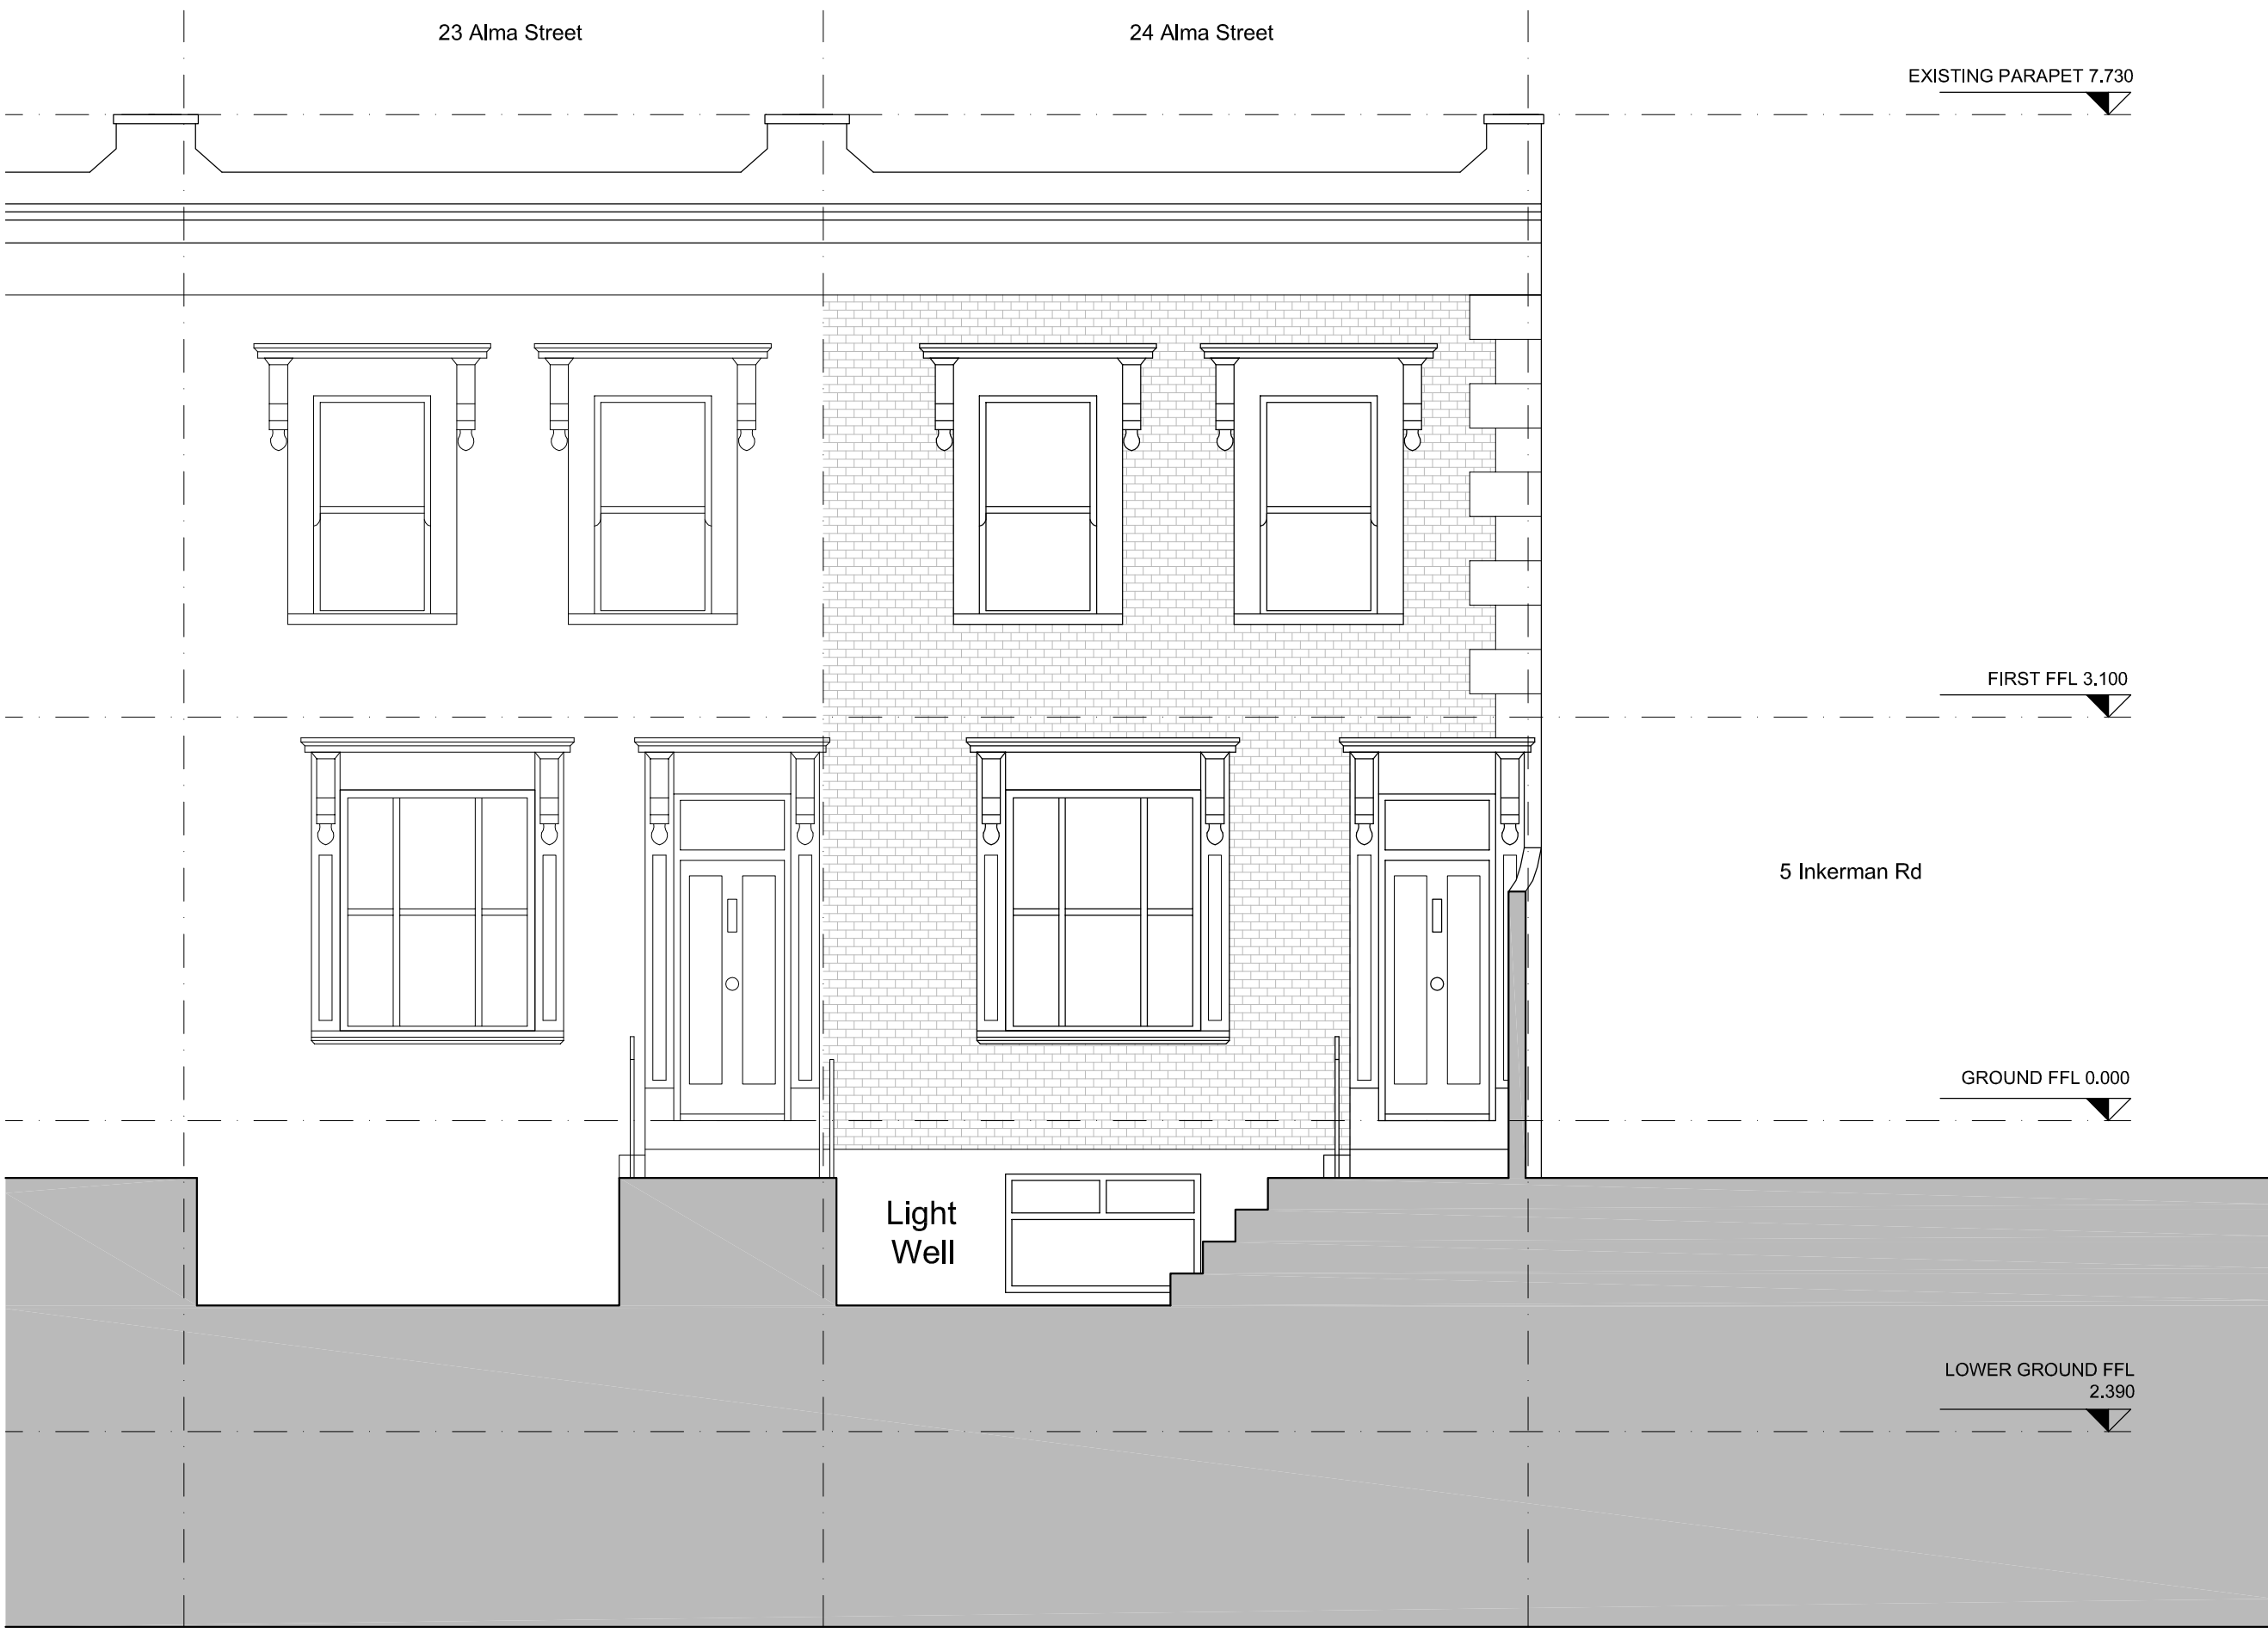 23 Alma Street
24 Alma Street
EXISTING PARAPET 7.730
FIRST FFL 3.100
5 Inkerman Rd
GROUND FFL 0.000
Light
Well
LOWER GROUND FFL
2.390